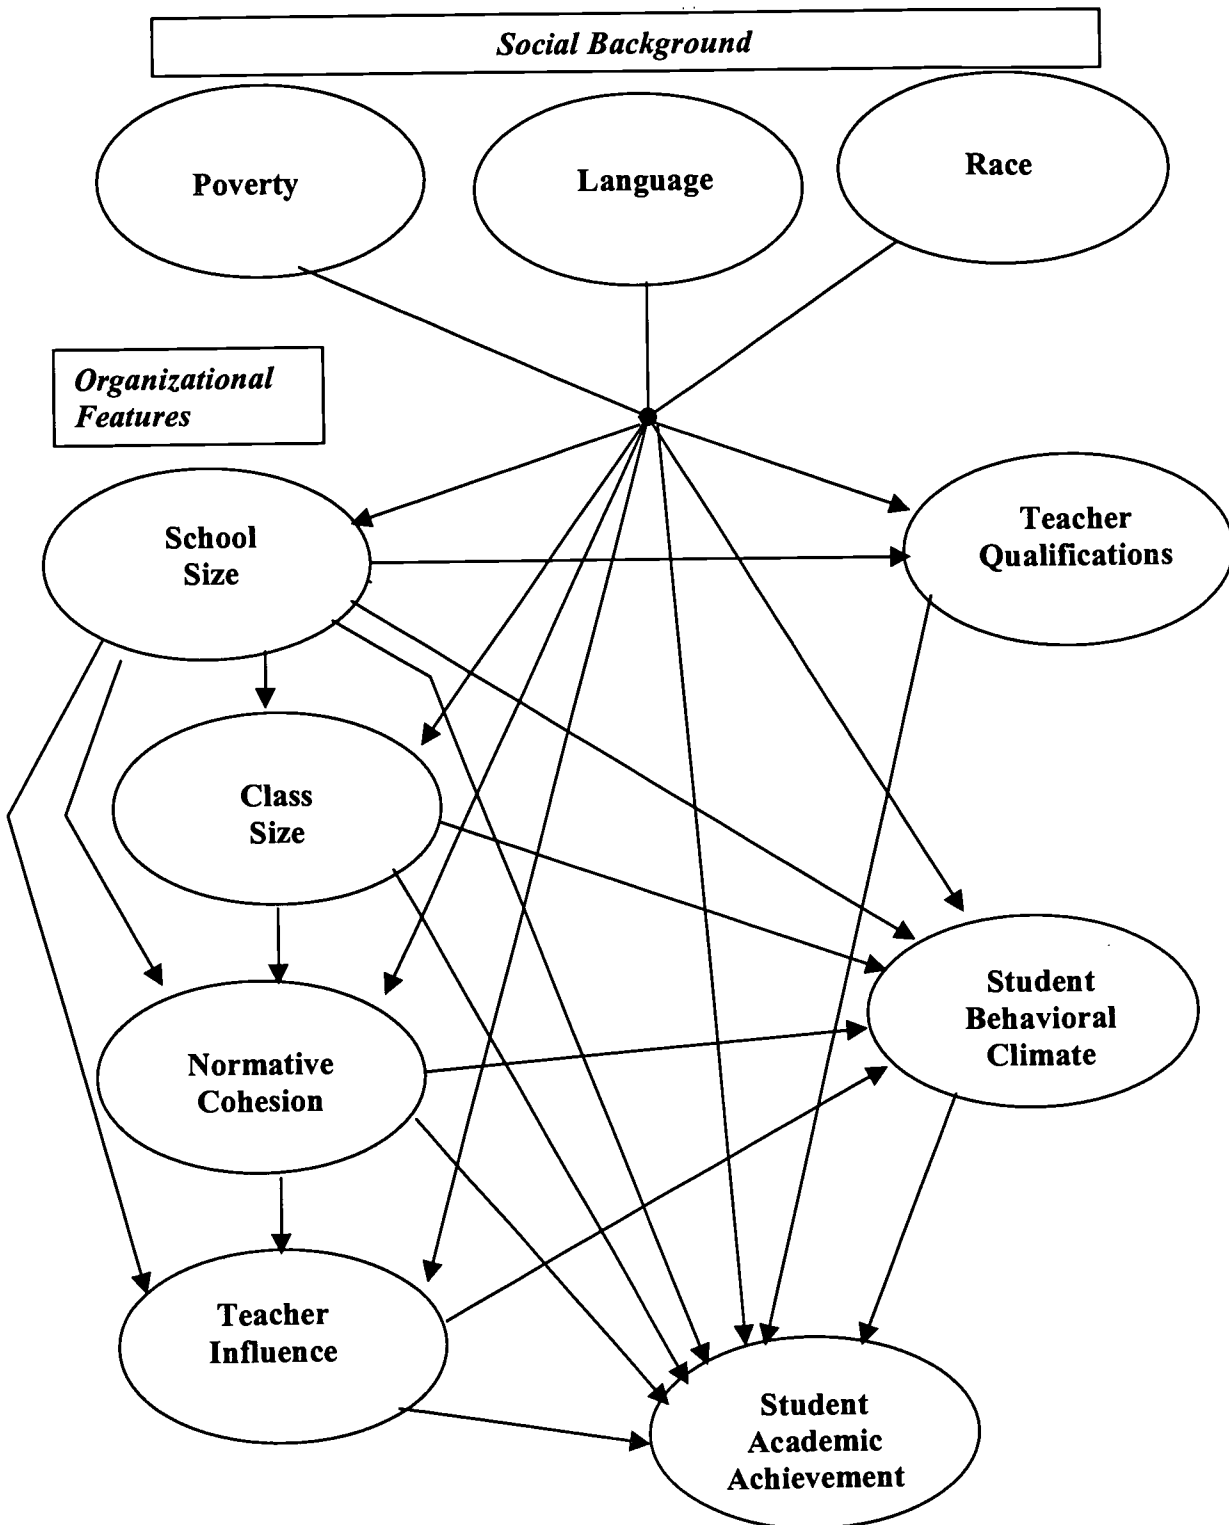 Social Background
Poverty
Language
Race
Organizational
Features
School
Size
Teacher
Qualifications
Class
Size
Student
Behavioral
Climate
Normative
Cohesion
Teacher
Influence
Student
Academic
Achievement